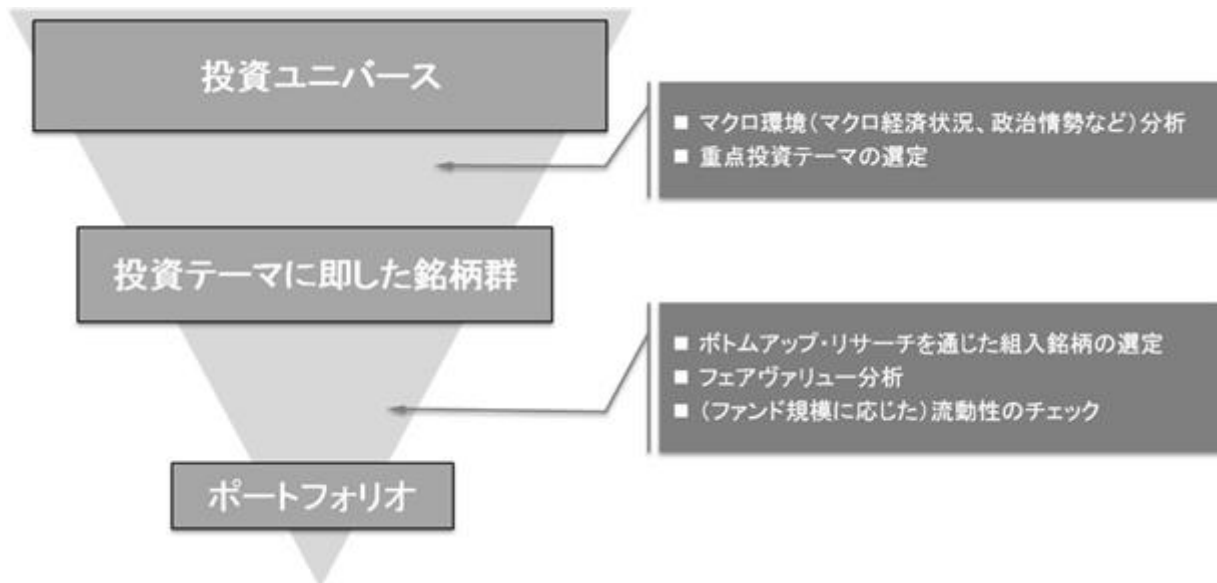 投資ユニバース
■ マクロ環境(マクロ経済状況、政治情勢など)分析
■ 重点投資テーマの選定
投資テーマに即した銘柄群
■ ボトムアップ・リサーチを通じた組入銘柄の選定
■ フェアヴァリュー分析
■ (ファンド規模に応じた)流動性のチェック
ポートフォリオ